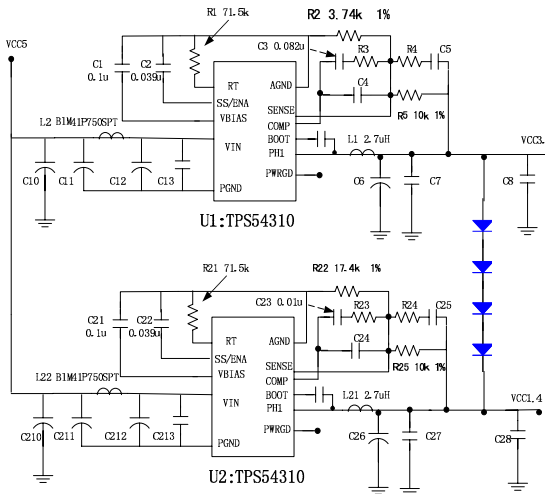 R1 71.5k
R2 3.74k 1%
VCC5
C1
0.1u
C2
0.039u
C3 0.082u
R3
R4
C5
C4
R5 10k 1%
RT
SS/ENA
VBIAS
VIN
PGND
AGND
SENSE
COMP
BOOT
PH1
PWRGD
L2 B1M41P750SPT
L1 2.7uH
VCC3.
C10
C11
C12
C13
C6
C7
C8
U1:TPS54310
R21 71.5k
R22 17.4k 1%
C21
0.1u
C22
0.039u
C23 0.01u
R23
R24
C25
C24
R25 10k 1%
RT
SS/ENA
VBIAS
VIN
PGND
AGND
SENSE
COMP
BOOT
PH1
PWRGD
L22 B1M41P750SPT
L21 2.7uH
VCC1.4
C210
C211
C212
C213
C26
C27
C28
U2:TPS54310